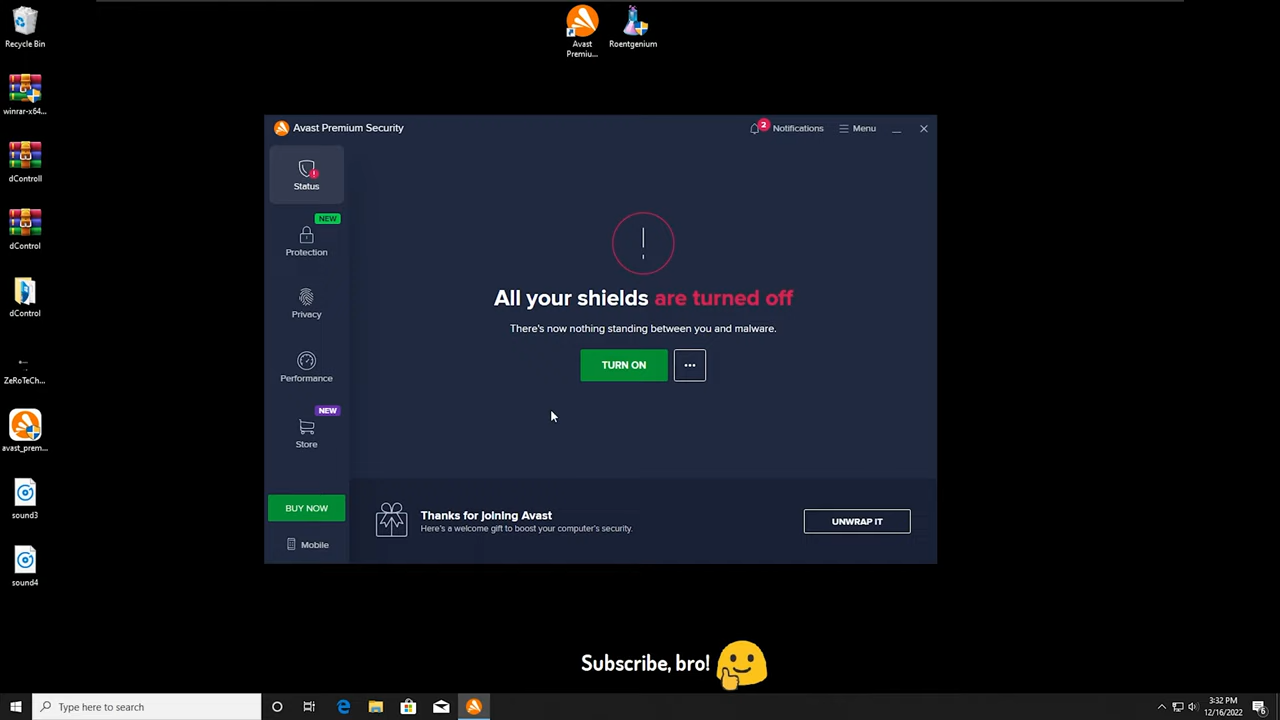 Recycle Bin
winrar-x64...
dControll
dControl
dControl
ZeRoTeCh...
avast_prem...
sound3
sound4
Avast
Premiu...
Roentgenium
Avast Premium Security
2
Notifications
Menu
Status
NEW
Protection
Privacy
Performance
NEW
Store
BUY NOW
Mobile
All your shields are turned off
There's now nothing standing between you and malware.
TURN ON
Thanks for joining Avast
Here's a welcome gift to boost your computer's security.
UNWRAP IT
Subscribe, bro!
Type here to search
3:32 PM
12/16/2022
6